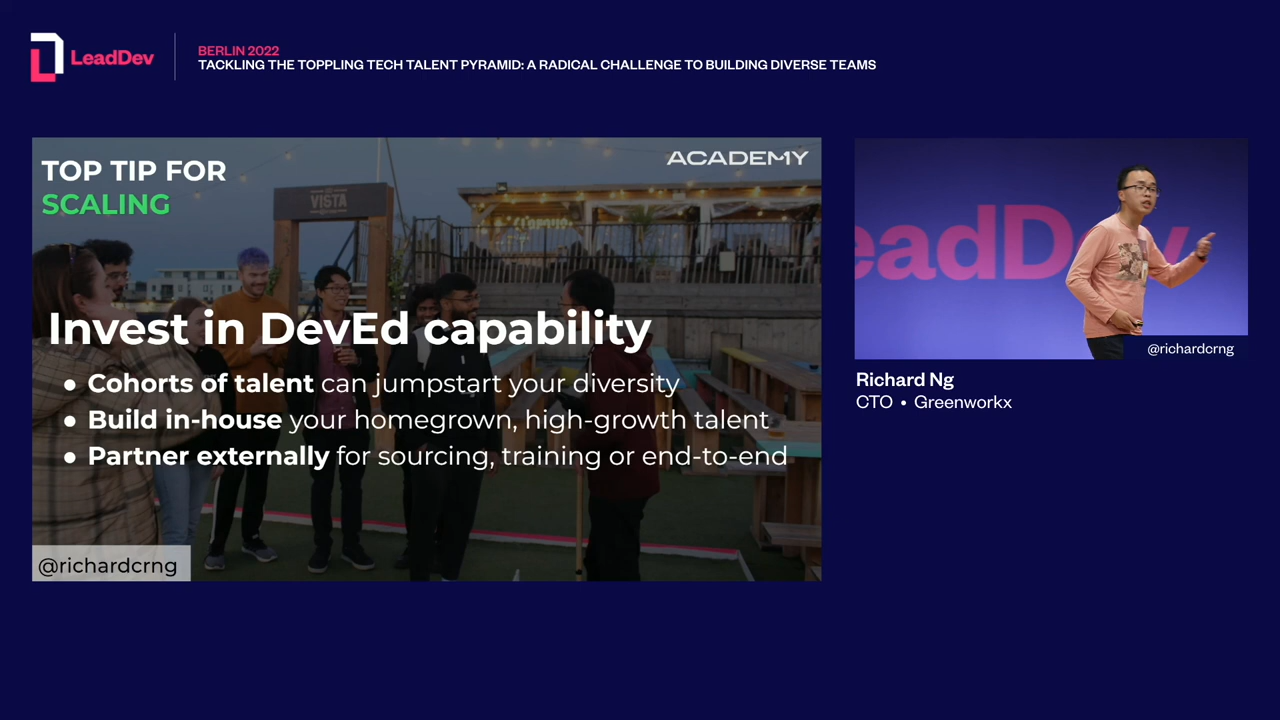 LeadDev
BERLIN 2022
TACKLING THE TOPPLING TECH TALENT PYRAMID: A RADICAL CHALLENGE TO BUILDING DIVERSE TEAMS
TOP TIP FOR
SCALING
ACADEMY
VISTA
Invest in DevEd capability
● Cohorts of talent can jumpstart your diversity
● Build in-house your homegrown, high-growth talent
● Partner externally for sourcing, training or end-to-end
@richardcrng
eadDev
@richardcrng
Richard Ng
CTO • Greenworkx